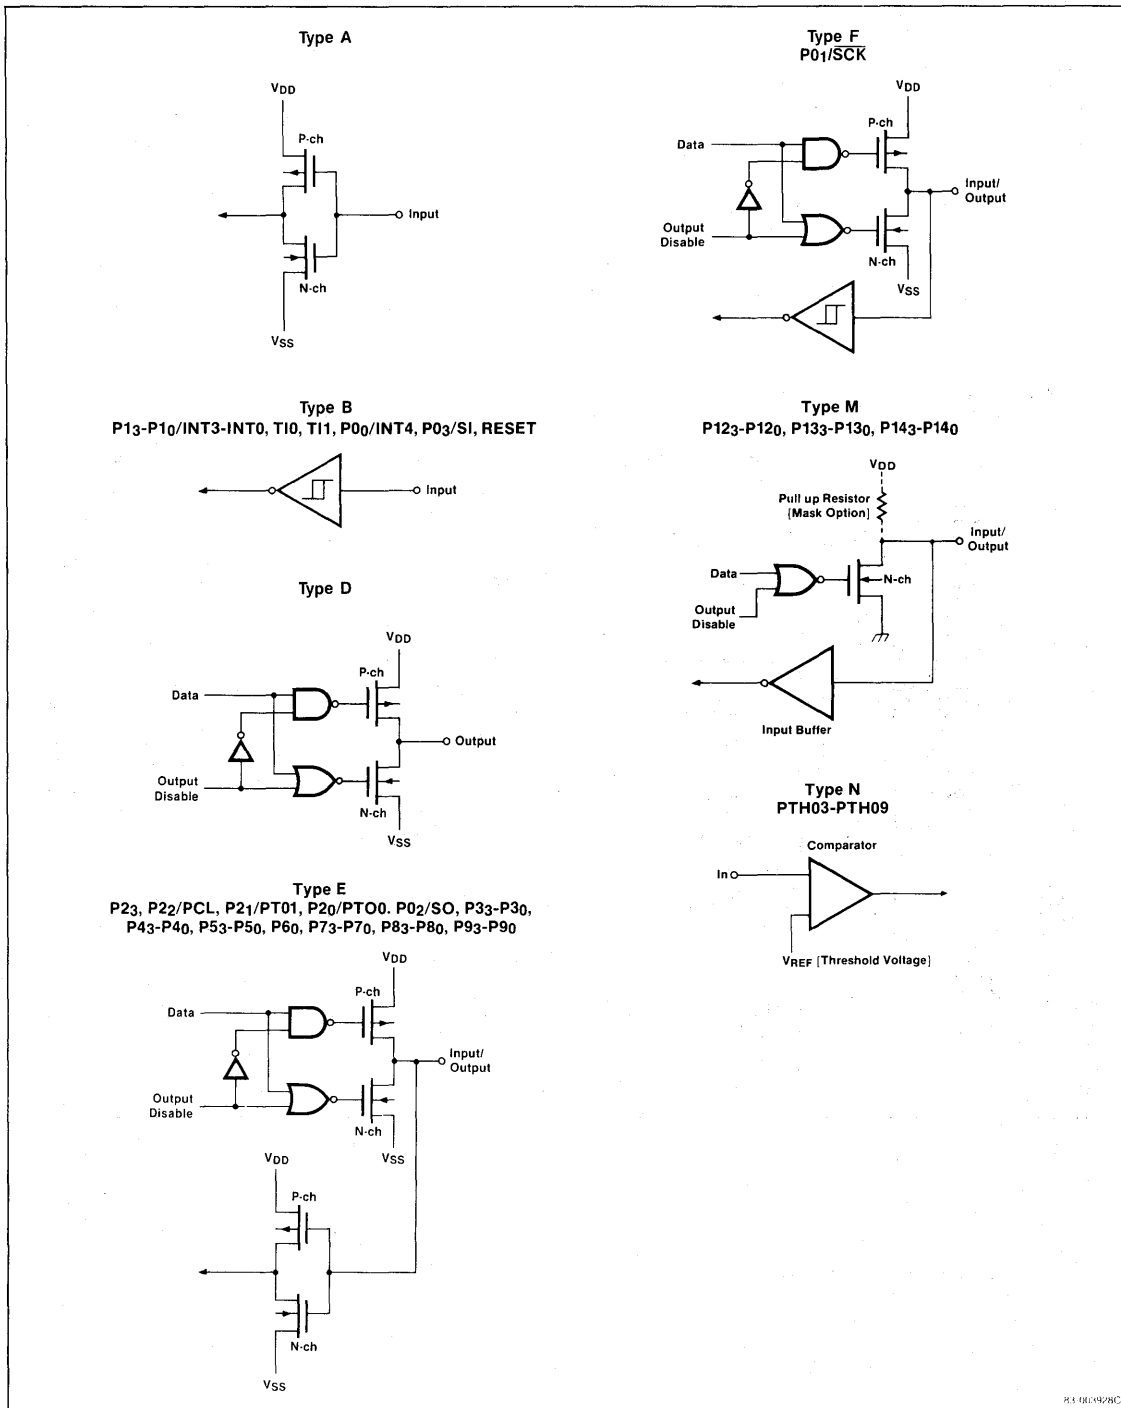 Type A
VDD
P-ch
Input
N-ch
VSS
Type B
P13-P10/INT3-INT0, TI0, TI1, P00/INT4, P03/SI, RESET
Input
Type D
VDD
P-ch
Data
Output
Output
Disable
N-ch
VSS
Type E
P23, P22/PCL, P21/PT01, P20/PTO0. P02/SO, P33-P30,
P43-P40, P53-P50, P60, P73-P70, P83-P80, P93-P90
VDD
P-ch
Data
Input/
Output
Output
Disable
N-ch
VSS
VDD
P-ch
N-ch
VSS
Type F
P01/SCK
VDD
P-ch
Data
Input/
Output
Output
Disable
N-ch
VSS
Type M
P123-P120, P133-P130, P143-P140
VDD
Pull up Resistor
[Mask Option]
Input/
Output
Data
N-ch
Output
Disable
Input Buffer
Type N
PTH03-PTH09
Comparator
In
VREF [Threshold Voltage]
83-003928C